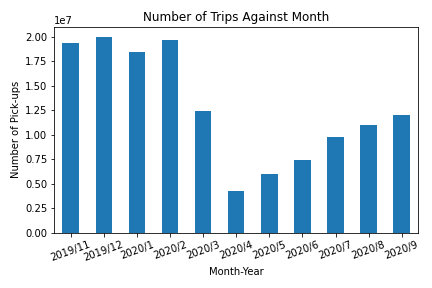 Number of Trips Against Month
1e7
Number of Pick-ups
2.00
1.75
1.50
1.25
1.00
0.75
0.50
0.25
0.00
2019/11 2019/12 2020/1 2020/2 2020/3 2020/4 2020/5 2020/6 2020/7 2020/8 2020/9
Month-Year